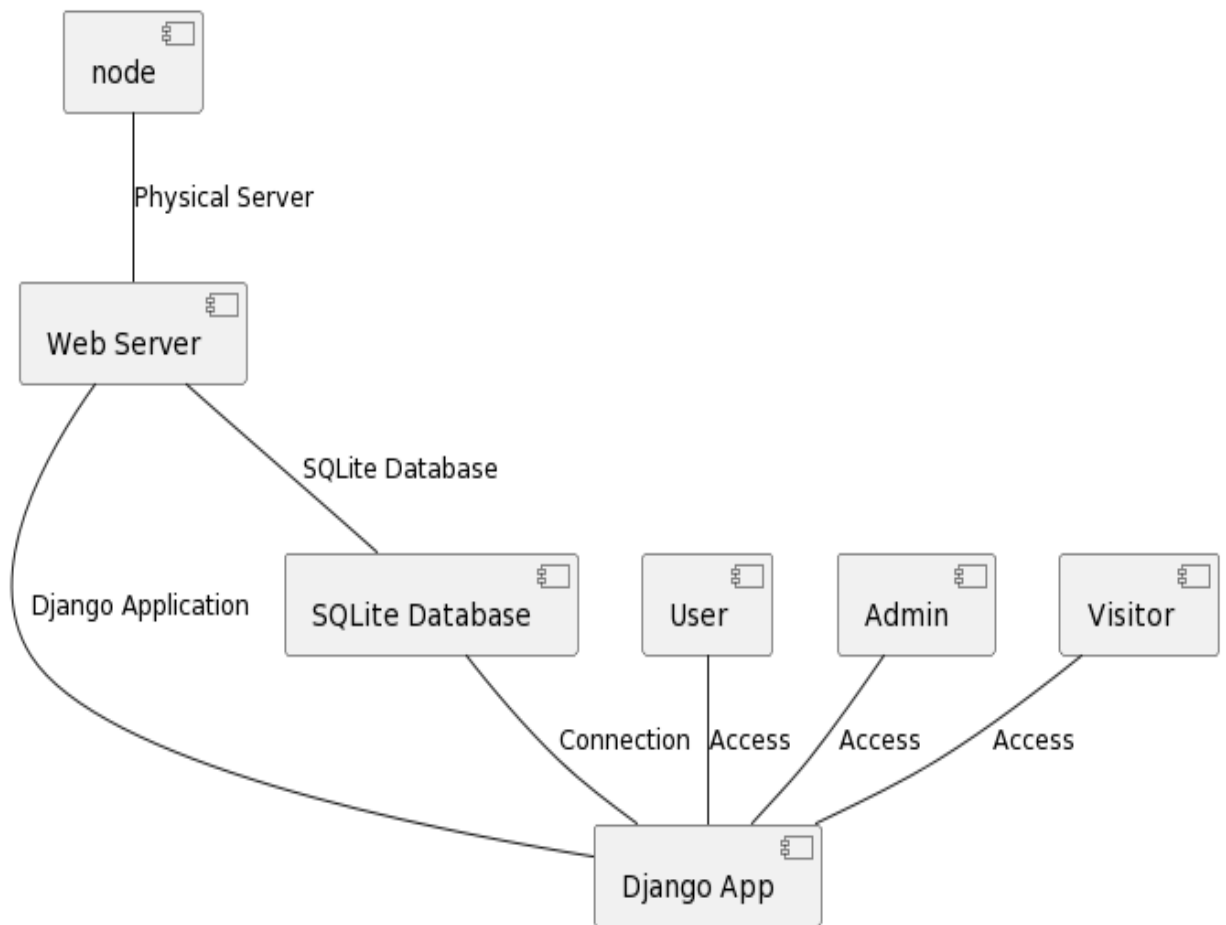 node
Physical Server
Web Server
SQLite Database
Django Application
SQLite Database
User
Admin
Visitor
Connection
Access
Access
Access
Django App